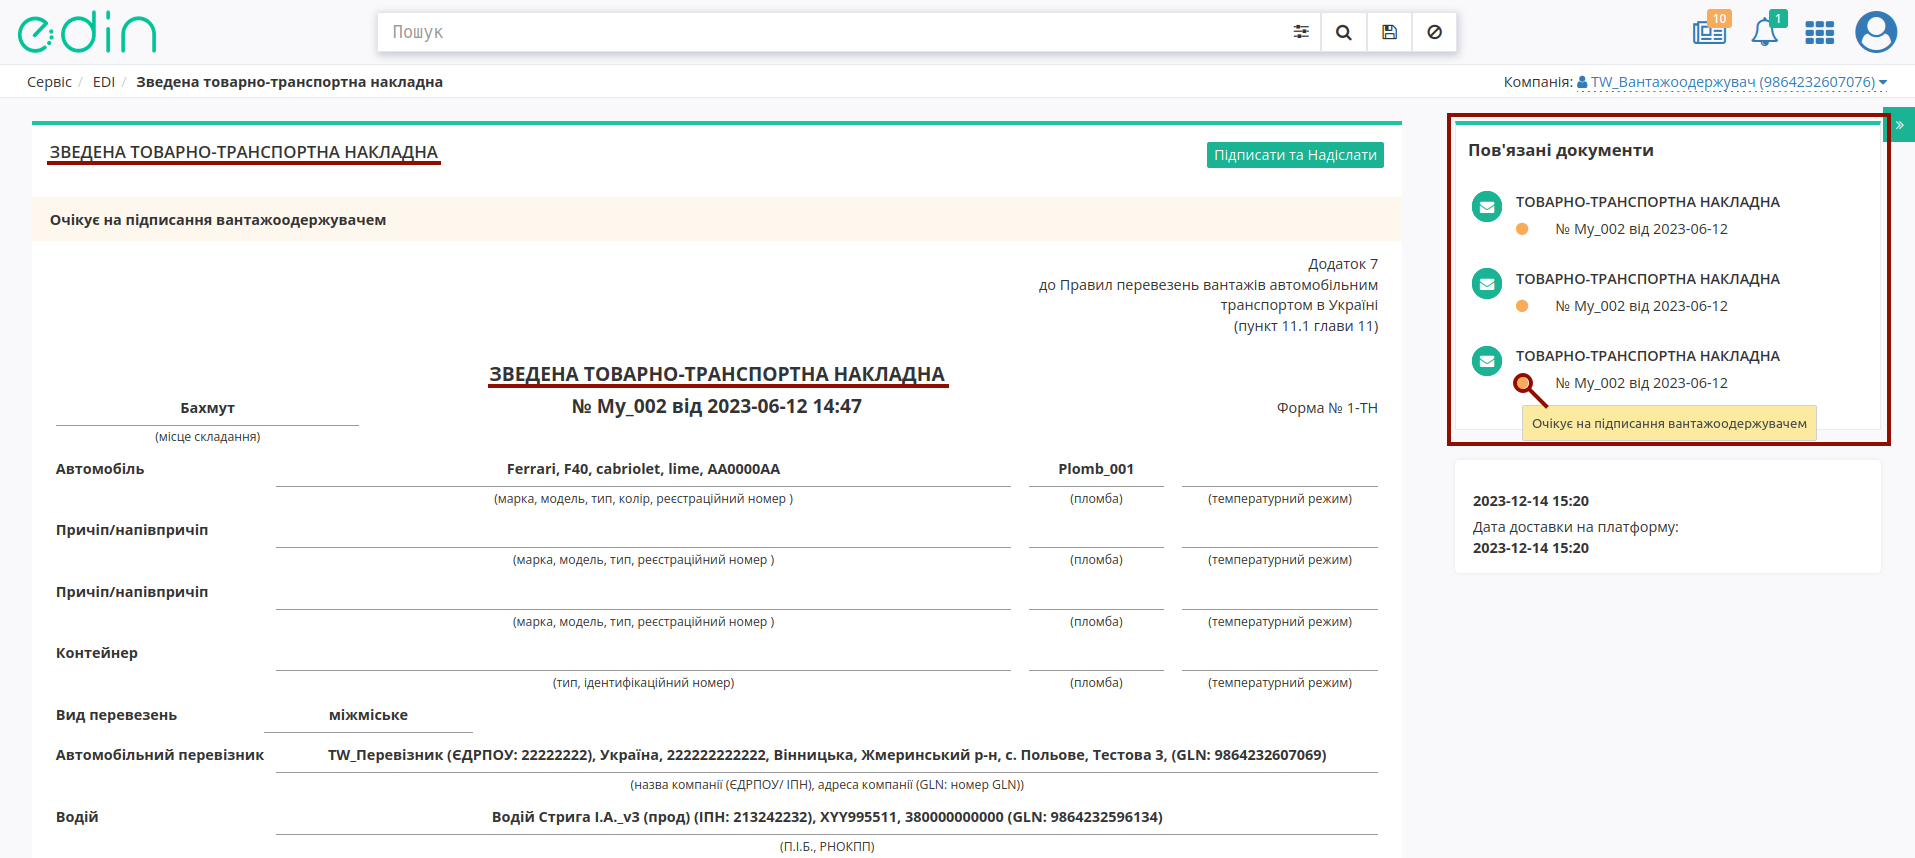 edin
Пошук
10
1
Сервіс / EDI / Зведена товарно-транспортна накладна
Компанія: TW_Вантажоодержувач (9864232607076)
ЗВЕДЕНА ТОВАРНО-ТРАНСПОРТНА НАКЛАДНА
Підписати та Надіслати
Очікує на підписання вантажоодержувачем
Додаток 7
до Правил перевезень вантажів автомобільним
транспортом в Україні
(пункт 11.1 глави 11)
ЗВЕДЕНА ТОВАРНО-ТРАНСПОРТНА НАКЛАДНА
Бахмут
№ My_002 від 2023-06-12 14:47
Форма № 1-ТН
(місце складання)
Автомобіль Ferrari, F40, cabriolet, lime, AA0000AA Plomb_001
(марка, модель, тип, колір, реєстраційний номер ) (пломба) (температурний режим)
Причіп/напівпричіп
(марка, модель, тип, реєстраційний номер ) (пломба) (температурний режим)
Причіп/напівпричіп
(марка, модель, тип, реєстраційний номер ) (пломба) (температурний режим)
Контейнер
(тип, ідентифікаційний номер) (пломба) (температурний режим)
Вид перевезень міжміське
Автомобільний перевізник TW_Перевізник (ЄДРПОУ: 22222222), Україна, 222222222222, Вінницька, Жмеринський р-н, с. Польове, Тестова 3, (GLN: 9864232607069)
(назва компанії (ЄДРПОУ/ ІПН), адреса компанії (GLN: номер GLN))
Водій Водій Стрига І.А._v3 (прод) (ІПН: 213242232), XYY995511, 380000000000 (GLN: 9864232596134)
(П.І.Б., РНОКПП)
»
Пов'язані документи
ТОВАРНО-ТРАНСПОРТНА НАКЛАДНА
№ My_002 від 2023-06-12
ТОВАРНО-ТРАНСПОРТНА НАКЛАДНА
№ My_002 від 2023-06-12
ТОВАРНО-ТРАНСПОРТНА НАКЛАДНА
№ My_002 від 2023-06-12
Очікує на підписання вантажоодержувачем
2023-12-14 15:20
Дата доставки на платформу:
2023-12-14 15:20